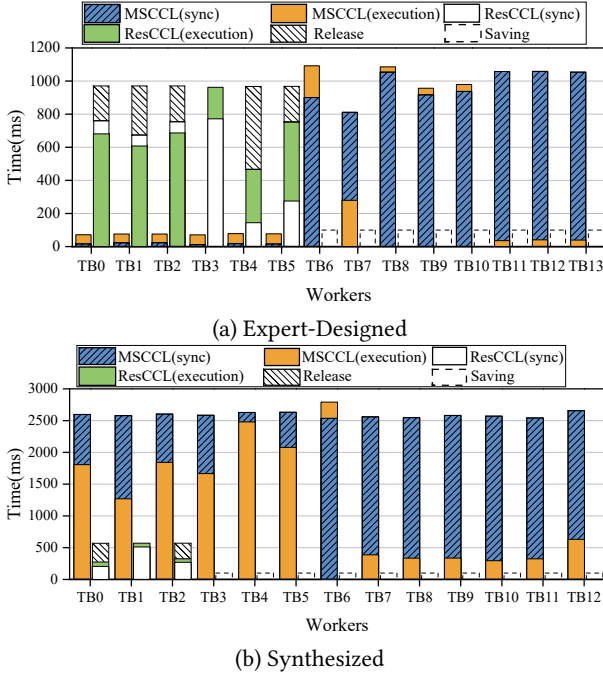 MSCCL(sync) MSCCL(execution) ResCCL(sync)
ResCCL(execution) Release Saving
1200
1000
800
600
400
200
0
Time(ms)
TB0 TB1 TB2 TB3 TB4 TB5 TB6 TB7 TB8 TB9 TB10 TB11 TB12 TB13
Workers
(a) Expert-Designed
MSCCL(sync) MSCCL(execution) ResCCL(sync)
ResCCL(execution) Release Saving
3000
2500
2000
1500
1000
500
0
Time(ms)
TB0 TB1 TB2 TB3 TB4 TB5 TB6 TB7 TB8 TB9 TB10 TB11 TB12
Workers
(b) Synthesized